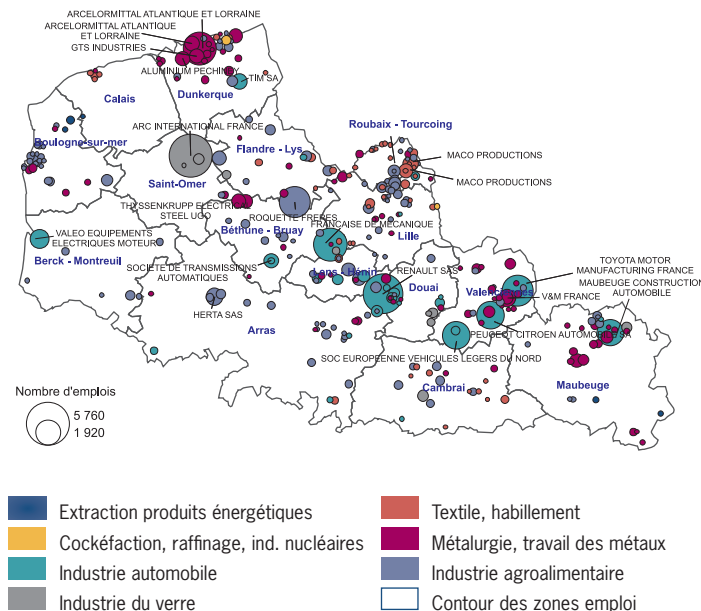 ARCELORMITTAL ATLANTIQUE ET LORRAINE
ARCELORMITTAL ATLANTIQUE
ET LORRAINE
GTS INDUSTRIES
ALUMINIUM PECHINEY
TIM SA
Calais
Dunkerque
ARC INTERNATIONAL FRANCE
Roubaix - Tourcoing
Boulogne-sur-mer
Flandre - Lys
MACO PRODUCTIONS
MACO PRODUCTIONS
Saint-Omer
THYSSENKRUPP ELECTRICAL
STEEL UGO
ROQUETTE FRERES
Béthune - Bruay
FRANCAISE DE MECANIQUE
Lille
VALEO EQUIPEMENTS
ELECTRIQUES MOTEUR
Berck - Montreuil
SOCIETE DE TRANSMISSIONS
AUTOMATIQUES
Lens - Hénin
RENAULT SAS
Douai
TOYOTA MOTOR
MANUFACTURING FRANCE
MAUBEUGE CONSTRUCTION
AUTOMOBILE
Valenciennes
V&M FRANCE
HERTA SAS
Arras
PEUGEOT CITROEN AUTOMOBILE SA
SOC EUROPEENNE VEHICULES LEGERS DU NORD
Cambrai
Maubeuge
Nombre d'emplois
5 760
1 920
Extraction produits énergétiques
Cockéfaction, raffinage, ind. nucléaires
Industrie automobile
Industrie du verre
Textile, habillement
Métalurgie, travail des métaux
Industrie agroalimentaire
Contour des zones emploi